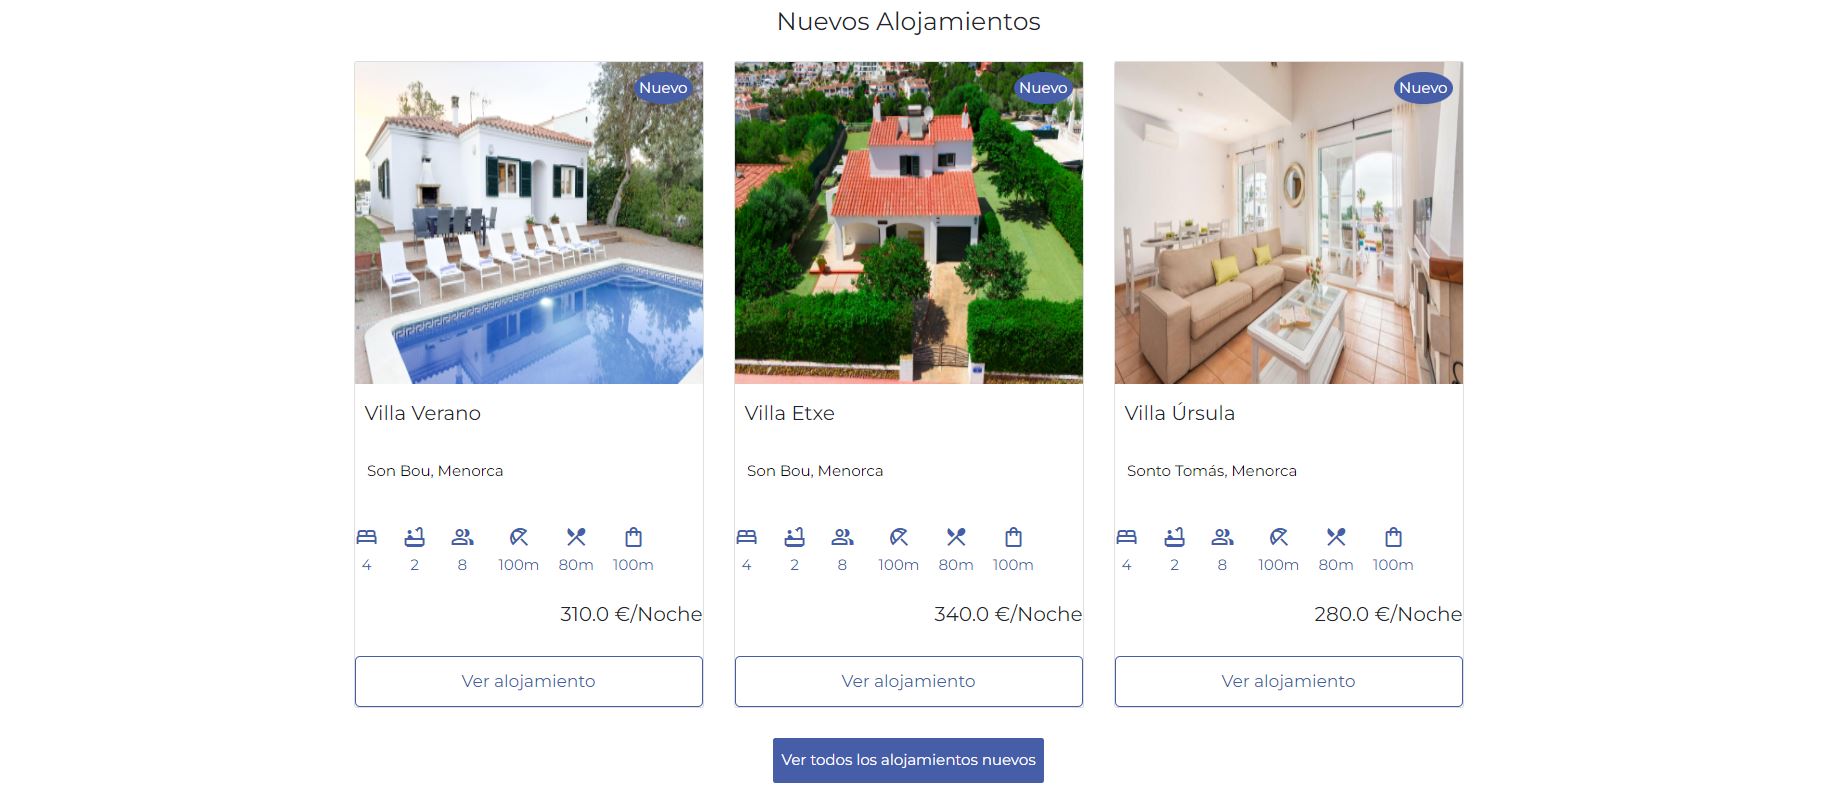 Nuevos Alojamientos
Nuevo
Nuevo
Nuevo
Villa Verano
Son Bou, Menorca
4 2 8 100m 80m 100m
310.0 €/Noche
Ver alojamiento
Villa Etxe
Son Bou, Menorca
4 2 8 100m 80m 100m
340.0 €/Noche
Ver alojamiento
Villa Úrsula
Sonto Tomás, Menorca
4 2 8 100m 80m 100m
280.0 €/Noche
Ver alojamiento
Ver todos los alojamientos nuevos